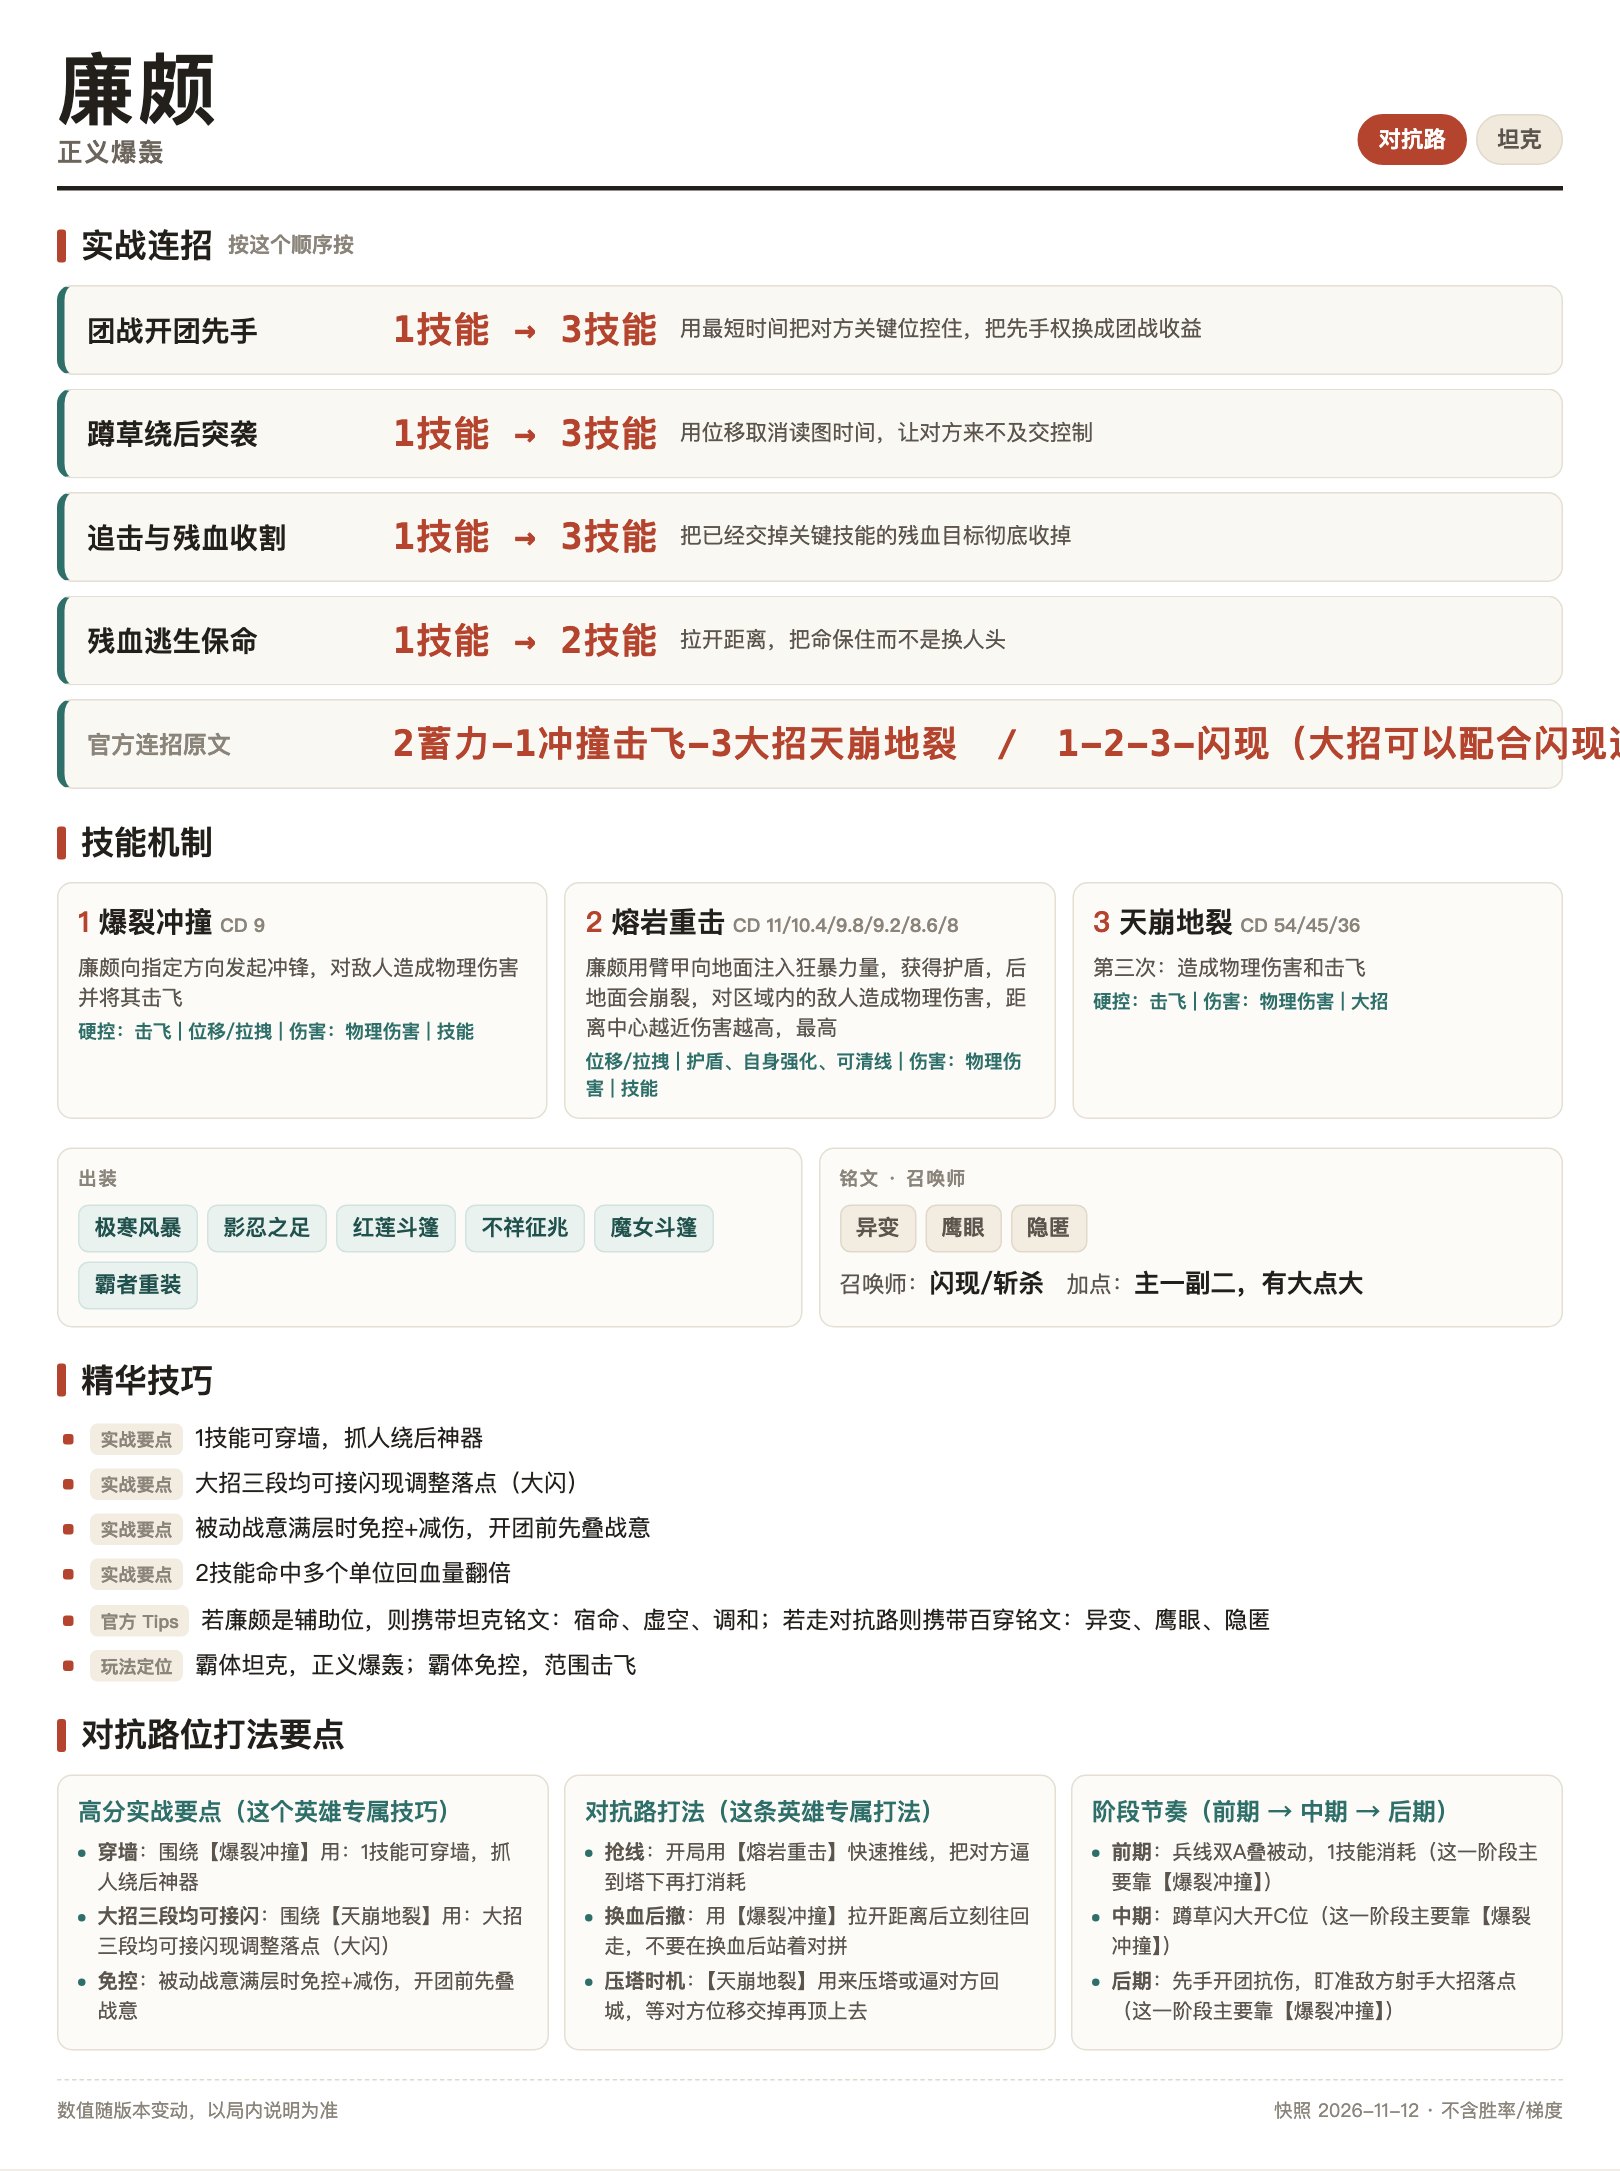 廉颇
正义爆轰
对抗路 坦克
实战连招 按这个顺序按
团战开团先手 1技能 → 3技能 用最短时间把对方关键位控住，把先手权换成团战收益
蹲草绕后突袭 1技能 → 3技能 用位移取消读图时间，让对方来不及交控制
追击与残血收割 1技能 → 3技能 把已经交掉关键技能的残血目标彻底收掉
残血逃生保命 1技能 → 2技能 拉开距离，把命保住而不是换人头
官方连招原文 2蓄力-1冲撞击飞-3大招天崩地裂 / 1-2-3-闪现（大招可以配合闪现
技能机制
1 爆裂冲撞 CD 9
廉颇向指定方向发起冲锋，对敌人造成物理伤害
并将其击飞
硬控：击飞 | 位移/拉拽 | 伤害：物理伤害 | 技能
2 熔岩重击 CD 11/10.4/9.8/9.2/8.6/8
廉颇用臂甲向地面注入狂暴力量，获得护盾，后
地面会崩裂，对区域内的敌人造成物理伤害，距
离中心越近伤害越高，最高
位移/拉拽 | 护盾、自身强化、可清线 | 伤害：物理伤
害 | 技能
3 天崩地裂 CD 54/45/36
第三次：造成物理伤害和击飞
硬控：击飞 | 伤害：物理伤害 | 大招
出装
极寒风暴 影忍之足 红莲斗篷 不祥征兆 魔女斗篷
霸者重装
铭文 · 召唤师
异变 鹰眼 隐匿
召唤师：闪现/斩杀 加点：主一副二，有大点大
精华技巧
实战要点 1技能可穿墙，抓人绕后神器
实战要点 大招三段均可接闪现调整落点（大闪）
实战要点 被动战意满层时免控+减伤，开团前先叠战意
实战要点 2技能命中多个单位回血量翻倍
官方 Tips 若廉颇是辅助位，则携带坦克铭文：宿命、虚空、调和；若走对抗路则携带百穿铭文：异变、鹰眼、隐匿
玩法定位 霸体坦克，正义爆轰；霸体免控，范围击飞
对抗路位打法要点
高分实战要点（这个英雄专属技巧）
穿墙：围绕【爆裂冲撞】用：1技能可穿墙，抓
人绕后神器
大招三段均可接闪：围绕【天崩地裂】用：大招
三段均可接闪现调整落点（大闪）
免控：被动战意满层时免控+减伤，开团前先叠
战意
对抗路打法（这条英雄专属打法）
抢线：开局用【熔岩重击】快速推线，把对方逼
到塔下再打消耗
换血后撤：用【爆裂冲撞】拉开距离后立刻往回
走，不要在换血后站着对拼
压塔时机：【天崩地裂】用来压塔或逼对方回
城，等对方位移交掉再顶上去
阶段节奏（前期 → 中期 → 后期）
前期：兵线双A叠被动，1技能消耗（这一阶段主
要靠【爆裂冲撞】）
中期：蹲草闪大开C位（这一阶段主要靠【爆裂
冲撞】）
后期：先手开团抗伤，盯准敌方射手大招落点
（这一阶段主要靠【爆裂冲撞】）
数值随版本变动，以局内说明为准
快照 2026-11-12 · 不含胜率/梯度